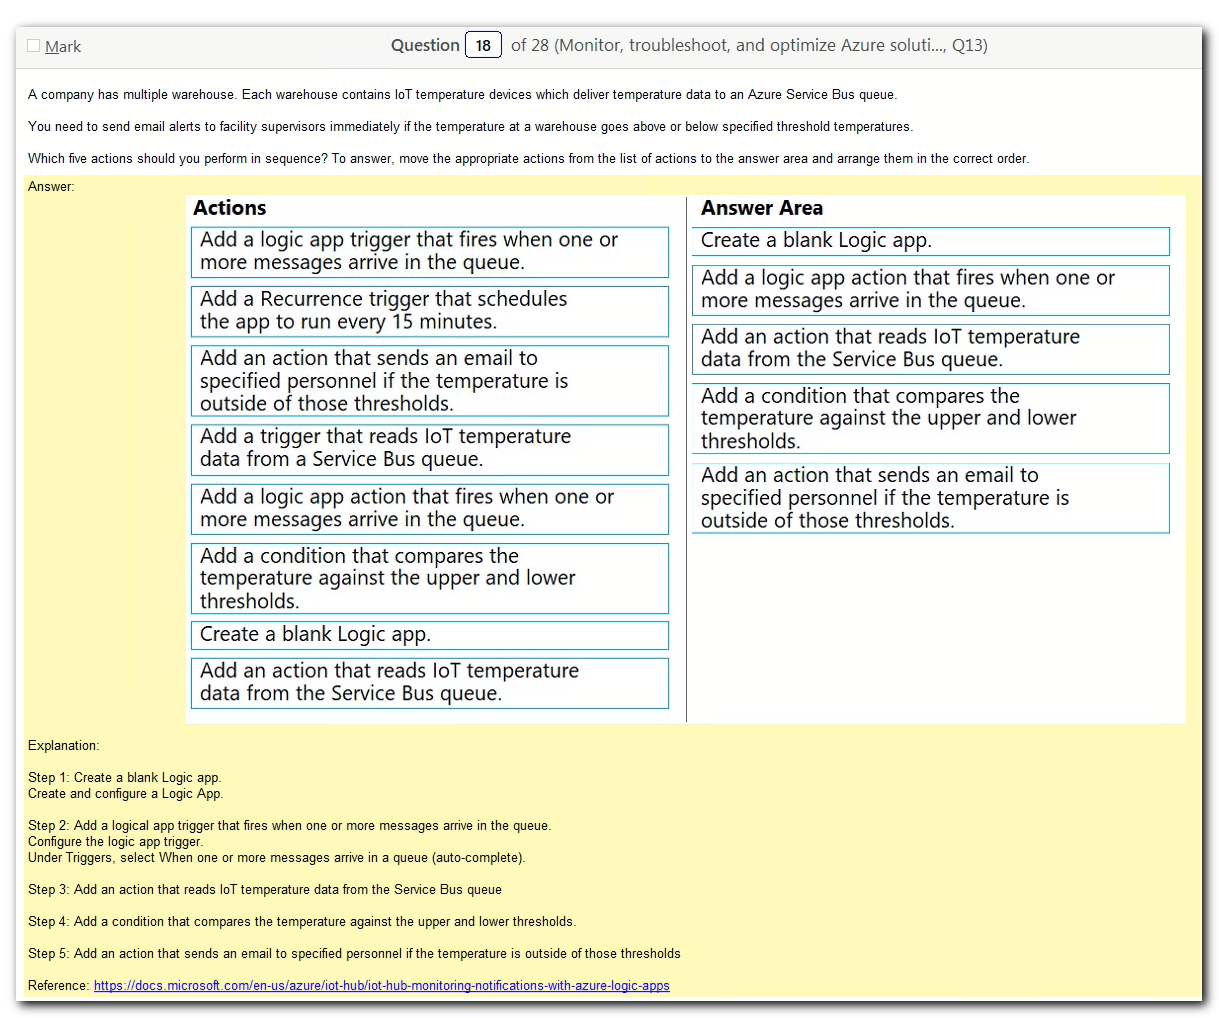 Mark
Question 18 of 28 (Monitor, troubleshoot, and optimize Azure soluti..., Q13)
A company has multiple warehouse. Each warehouse contains IoT temperature devices which deliver temperature data to an Azure Service Bus queue.
You need to send email alerts to facility supervisors immediately if the temperature at a warehouse goes above or below specified threshold temperatures.
Which five actions should you perform in sequence? To answer, move the appropriate actions from the list of actions to the answer area and arrange them in the correct order.
Answer:
Actions
Add a logic app trigger that fires when one or
more messages arrive in the queue.
Add a Recurrence trigger that schedules
the app to run every 15 minutes.
Add an action that sends an email to
specified personnel if the temperature is
outside of those thresholds.
Add a trigger that reads IoT temperature
data from a Service Bus queue.
Add a logic app action that fires when one or
more messages arrive in the queue.
Add a condition that compares the
temperature against the upper and lower
thresholds.
Create a blank Logic app.
Add an action that reads IoT temperature
data from the Service Bus queue.
Answer Area
Create a blank Logic app.
Add a logic app action that fires when one or
more messages arrive in the queue.
Add an action that reads IoT temperature
data from the Service Bus queue.
Add a condition that compares the
temperature against the upper and lower
thresholds.
Add an action that sends an email to
specified personnel if the temperature is
outside of those thresholds.
Explanation:
Step 1: Create a blank Logic app.
Create and configure a Logic App.
Step 2: Add a logical app trigger that fires when one or more messages arrive in the queue.
Configure the logic app trigger.
Under Triggers, select When one or more messages arrive in a queue (auto-complete).
Step 3: Add an action that reads IoT temperature data from the Service Bus queue
Step 4: Add a condition that compares the temperature against the upper and lower thresholds.
Step 5: Add an action that sends an email to specified personnel if the temperature is outside of those thresholds
Reference: https://docs.microsoft.com/en-us/azure/iot-hub/iot-hub-monitoring-notifications-with-azure-logic-apps